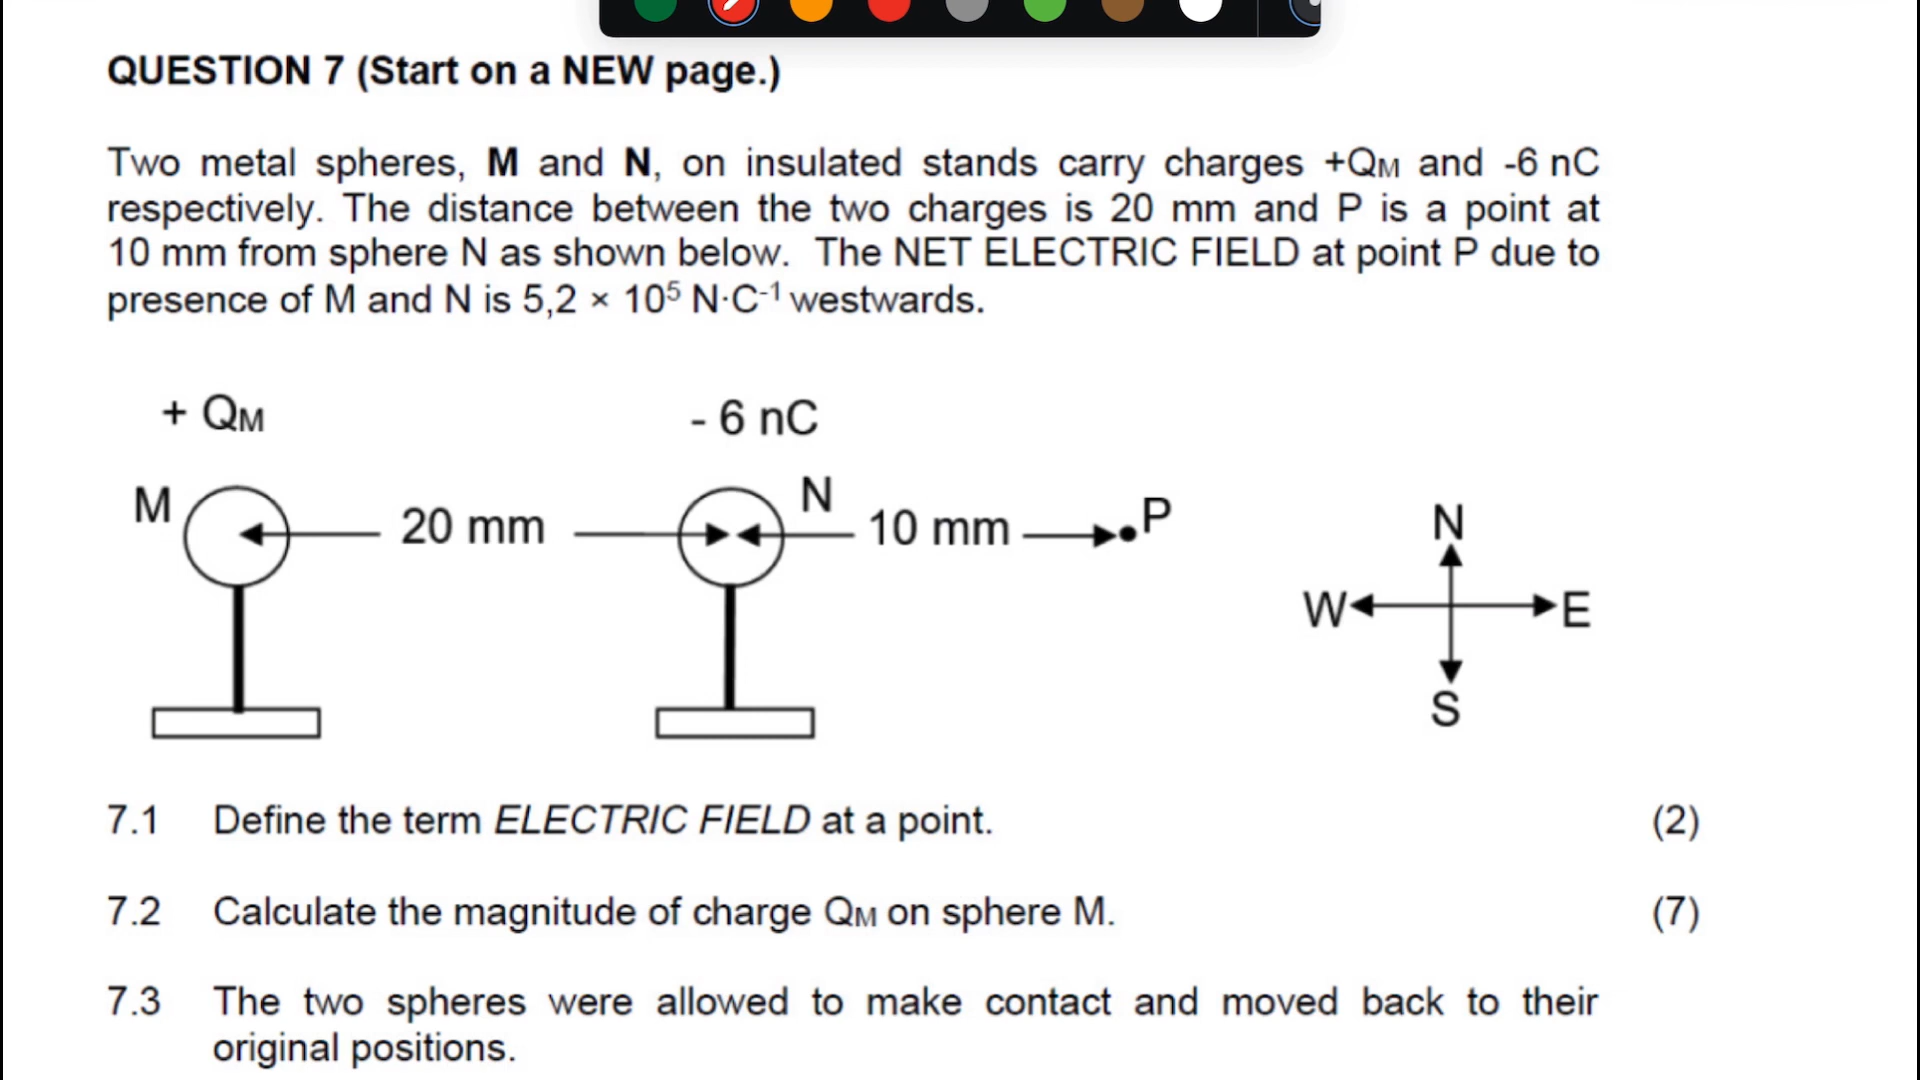 QUESTION 7 (Start on a NEW page.)
Two metal spheres, M and N, on insulated stands carry charges +QM and -6 nC
respectively. The distance between the two charges is 20 mm and P is a point at
10 mm from sphere N as shown below. The NET ELECTRIC FIELD at point P due to
presence of M and N is 5,2 × 10⁵ N·C⁻¹ westwards.
+ QM
- 6 nC
M
20 mm
N
10 mm
P
N
W
E
S
7.1 Define the term ELECTRIC FIELD at a point. (2)
7.2 Calculate the magnitude of charge QM on sphere M. (7)
7.3 The two spheres were allowed to make contact and moved back to their
original positions.